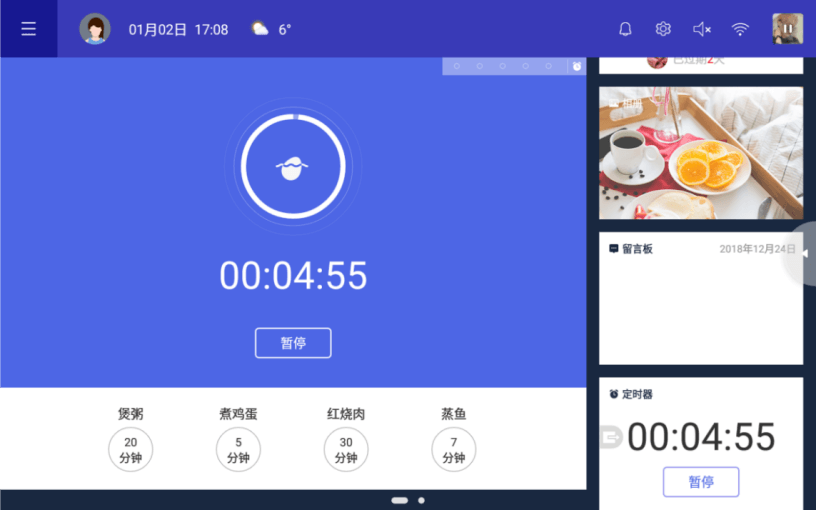 01月02日 17:08
6°
已过期2天
相册
留言板
2018年12月24日
00:04:55
暂停
煲粥
煮鸡蛋
红烧肉
蒸鱼
20
分钟
5
分钟
30
分钟
7
分钟
定时器
00:04:55
暂停